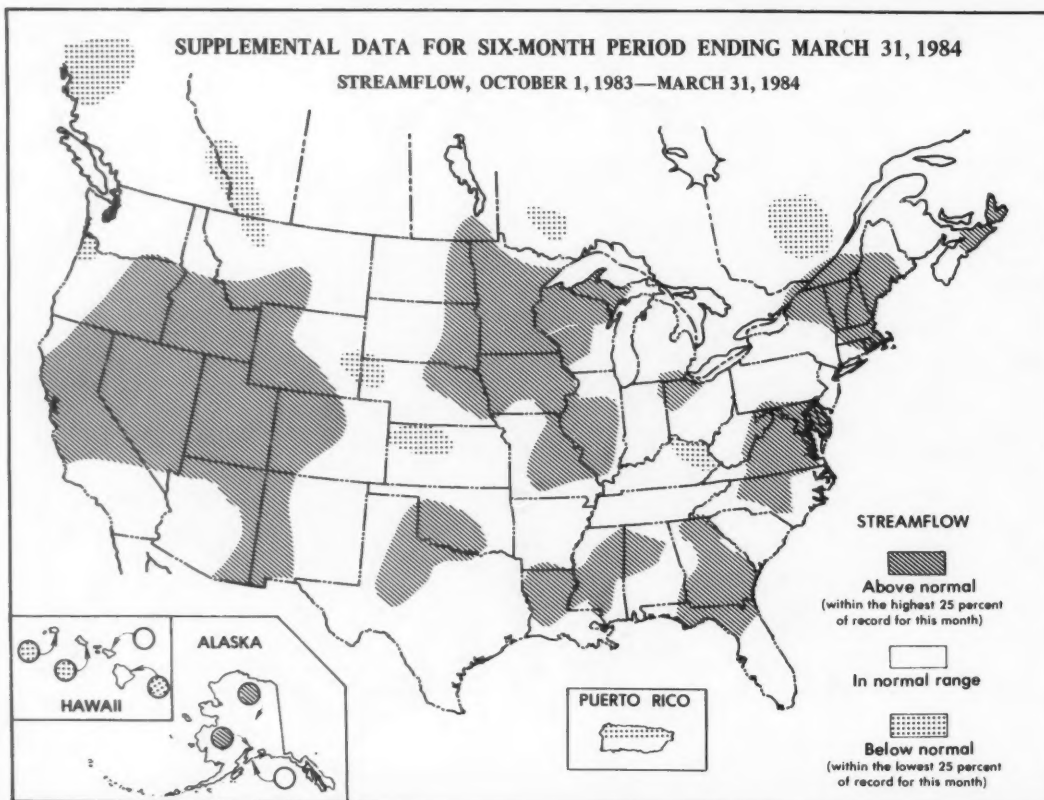 SUPPLEMENTAL DATA FOR SIX-MONTH PERIOD ENDING MARCH 31, 1984
STREAMFLOW, OCTOBER 1, 1983—MARCH 31, 1984
STREAMFLOW
Above normal
(within the highest 25 percent
of record for this month)
In normal range
Below normal
(within the lowest 25 percent
of record for this month)
HAWAII
ALASKA
PUERTO RICO